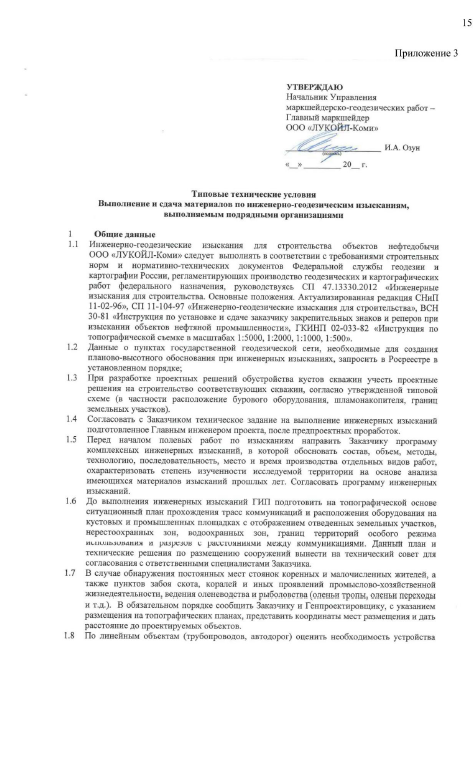 15
Приложение 3
УТВЕРЖДАЮ
Начальник Управления
маркшейдерско-геодезических работ –
Главный маркшейдер
ООО «ЛУКОЙЛ-Коми»
И.А. Озун
«__» ________ 20__ г.
Типовые технические условия
Выполнение и сдача материалов по инженерно-геодезическим изысканиям,
выполняемым подрядными организациями
1 Общие данные
1.1 Инженерно-геодезические изыскания для строительства объектов нефтедобычи
ООО «ЛУКОЙЛ-Коми» следует выполнять в соответствии с требованиями строительных
норм и нормативно-технических документов Федеральной службы геодезии и
картографии России, регламентирующих производство геодезических и картографических
работ федерального назначения, руководствуясь СП 47.13330.2012 «Инженерные
изыскания для строительства. Основные положения. Актуализированная редакция СНиП
11-02-96», СП 11-104-97 «Инженерно-геодезические изыскания для строительства», ВСН
30-81 «Инструкция по установке и сдаче заказчику закрепительных знаков и реперов при
изыскании объектов нефтяной промышленности», ГКИНП 02-033-82 «Инструкция по
топографической съемке в масштабах 1:5000, 1:2000, 1:1000, 1:500».
1.2 Данные о пунктах государственной геодезической сети, необходимые для создания
планово-высотного обоснования при инженерных изысканиях, запросить в Росреестре в
установленном порядке;
1.3 При разработке проектных решений обустройства кустов скважин учесть проектные
решения на строительство соответствующих скважин, согласно утвержденной типовой
схеме (в частности расположение бурового оборудования, шламонакопителя, границ
земельных участков).
1.4 Согласовать с Заказчиком техническое задание на выполнение инженерных изысканий
подготовленное Главным инженером проекта, после предпроектных проработок.
1.5 Перед началом полевых работ по изысканиям направить Заказчику программу
комплексных инженерных изысканий, в которой обосновать состав, объем, методы,
технологию, последовательность, место и время производства отдельных видов работ,
охарактеризовать степень изученности исследуемой территории на основе анализа
имеющихся материалов изысканий прошлых лет. Согласовать программу инженерных
изысканий.
1.6 До выполнения инженерных изысканий ГИП подготовить на топографической основе
ситуационный план прохождения трасс коммуникаций и расположения оборудования на
кустовых и промышленных площадках с отображением отведенных земельных участков,
нерестоохранных зон, водоохранных зон, границ территорий особого режима
использования и разрезов с расстояниями между коммуникациями. Данный план и
технические решения по размещению сооружений вынести на технический совет для
согласования с ответственными специалистами Заказчика.
1.7 В случае обнаружения постоянных мест стоянок коренных и малочисленных жителей, а
также пунктов забоя скота, коралей и иных проявлений промыслово-хозяйственной
жизнедеятельности, ведения оленеводства и рыболовства (оленьи тропы, оленьи переходы
и т.д.). В обязательном порядке сообщить Заказчику и Генпроектировщику, с указанием
размещения на топографических планах, представить координаты мест размещения и дать
расстояние до проектируемых объектов.
1.8 По линейным объектам (трубопроводов, автодорог) оценить необходимость устройства